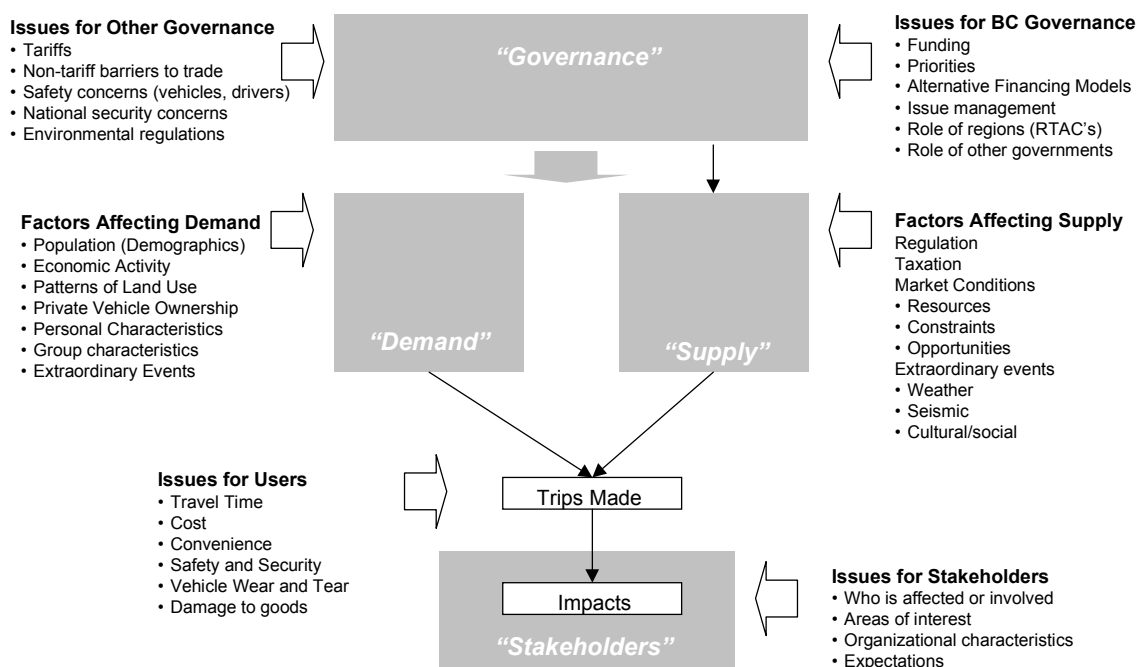 Issues for Other Governance
• Tariffs
• Non-tariff barriers to trade
• Safety concerns (vehicles, drivers)
• National security concerns
• Environmental regulations
“Governance”
Issues for BC Governance
• Funding
• Priorities
• Alternative Financing Models
• Issue management
• Role of regions (RTAC’s)
• Role of other governments
Factors Affecting Demand
• Population (Demographics)
• Economic Activity
• Patterns of Land Use
• Private Vehicle Ownership
• Personal Characteristics
• Group characteristics
• Extraordinary Events
“Demand”
“Supply”
Factors Affecting Supply
Regulation
Taxation
Market Conditions
• Resources
• Constraints
• Opportunities
Extraordinary events
• Weather
• Seismic
• Cultural/social
Issues for Users
• Travel Time
• Cost
• Convenience
• Safety and Security
• Vehicle Wear and Tear
• Damage to goods
Trips Made
Impacts
“Stakeholders”
Issues for Stakeholders
• Who is affected or involved
• Areas of interest
• Organizational characteristics
• Expectations